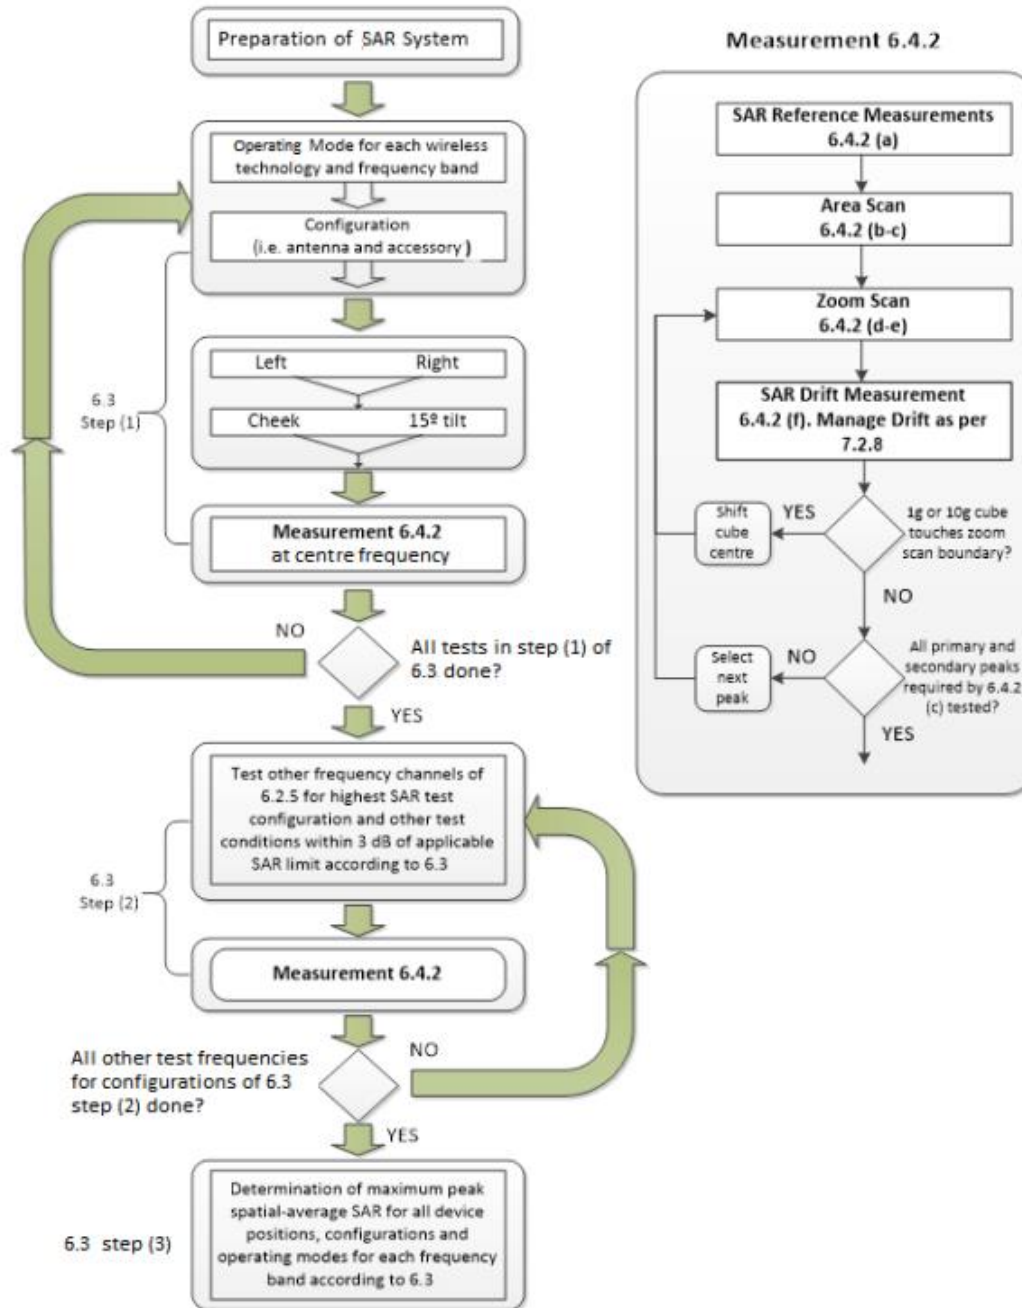 Preparation of SAR System
Operating Mode for each wireless
technology and frequency band
Configuration
(i.e. antenna and accessory )
Left Right
Cheek 15º tilt
6.3
Step (1)
Measurement 6.4.2
at centre frequency
NO
All tests in step (1) of
6.3 done?
YES
Test other frequency channels of
6.2.5 for highest SAR test
configuration and other test
conditions within 3 dB of applicable
SAR limit according to 6.3
6.3
Step (2)
Measurement 6.4.2
All other test frequencies
for configurations of 6.3
step (2) done?
NO
YES
Determination of maximum peak
spatial-average SAR for all device
positions, configurations and
operating modes for each frequency
band according to 6.3
6.3 step (3)
Measurement 6.4.2
SAR Reference Measurements
6.4.2 (a)
Area Scan
6.4.2 (b-c)
Zoom Scan
6.4.2 (d-e)
SAR Drift Measurement
6.4.2 (f). Manage Drift as per
7.2.8
Shift
cube
centre
YES
1g or 10g cube
touches zoom
scan boundary?
NO
Select
next
peak
NO
All primary and
secondary peaks
required by 6.4.2
(c) tested?
YES